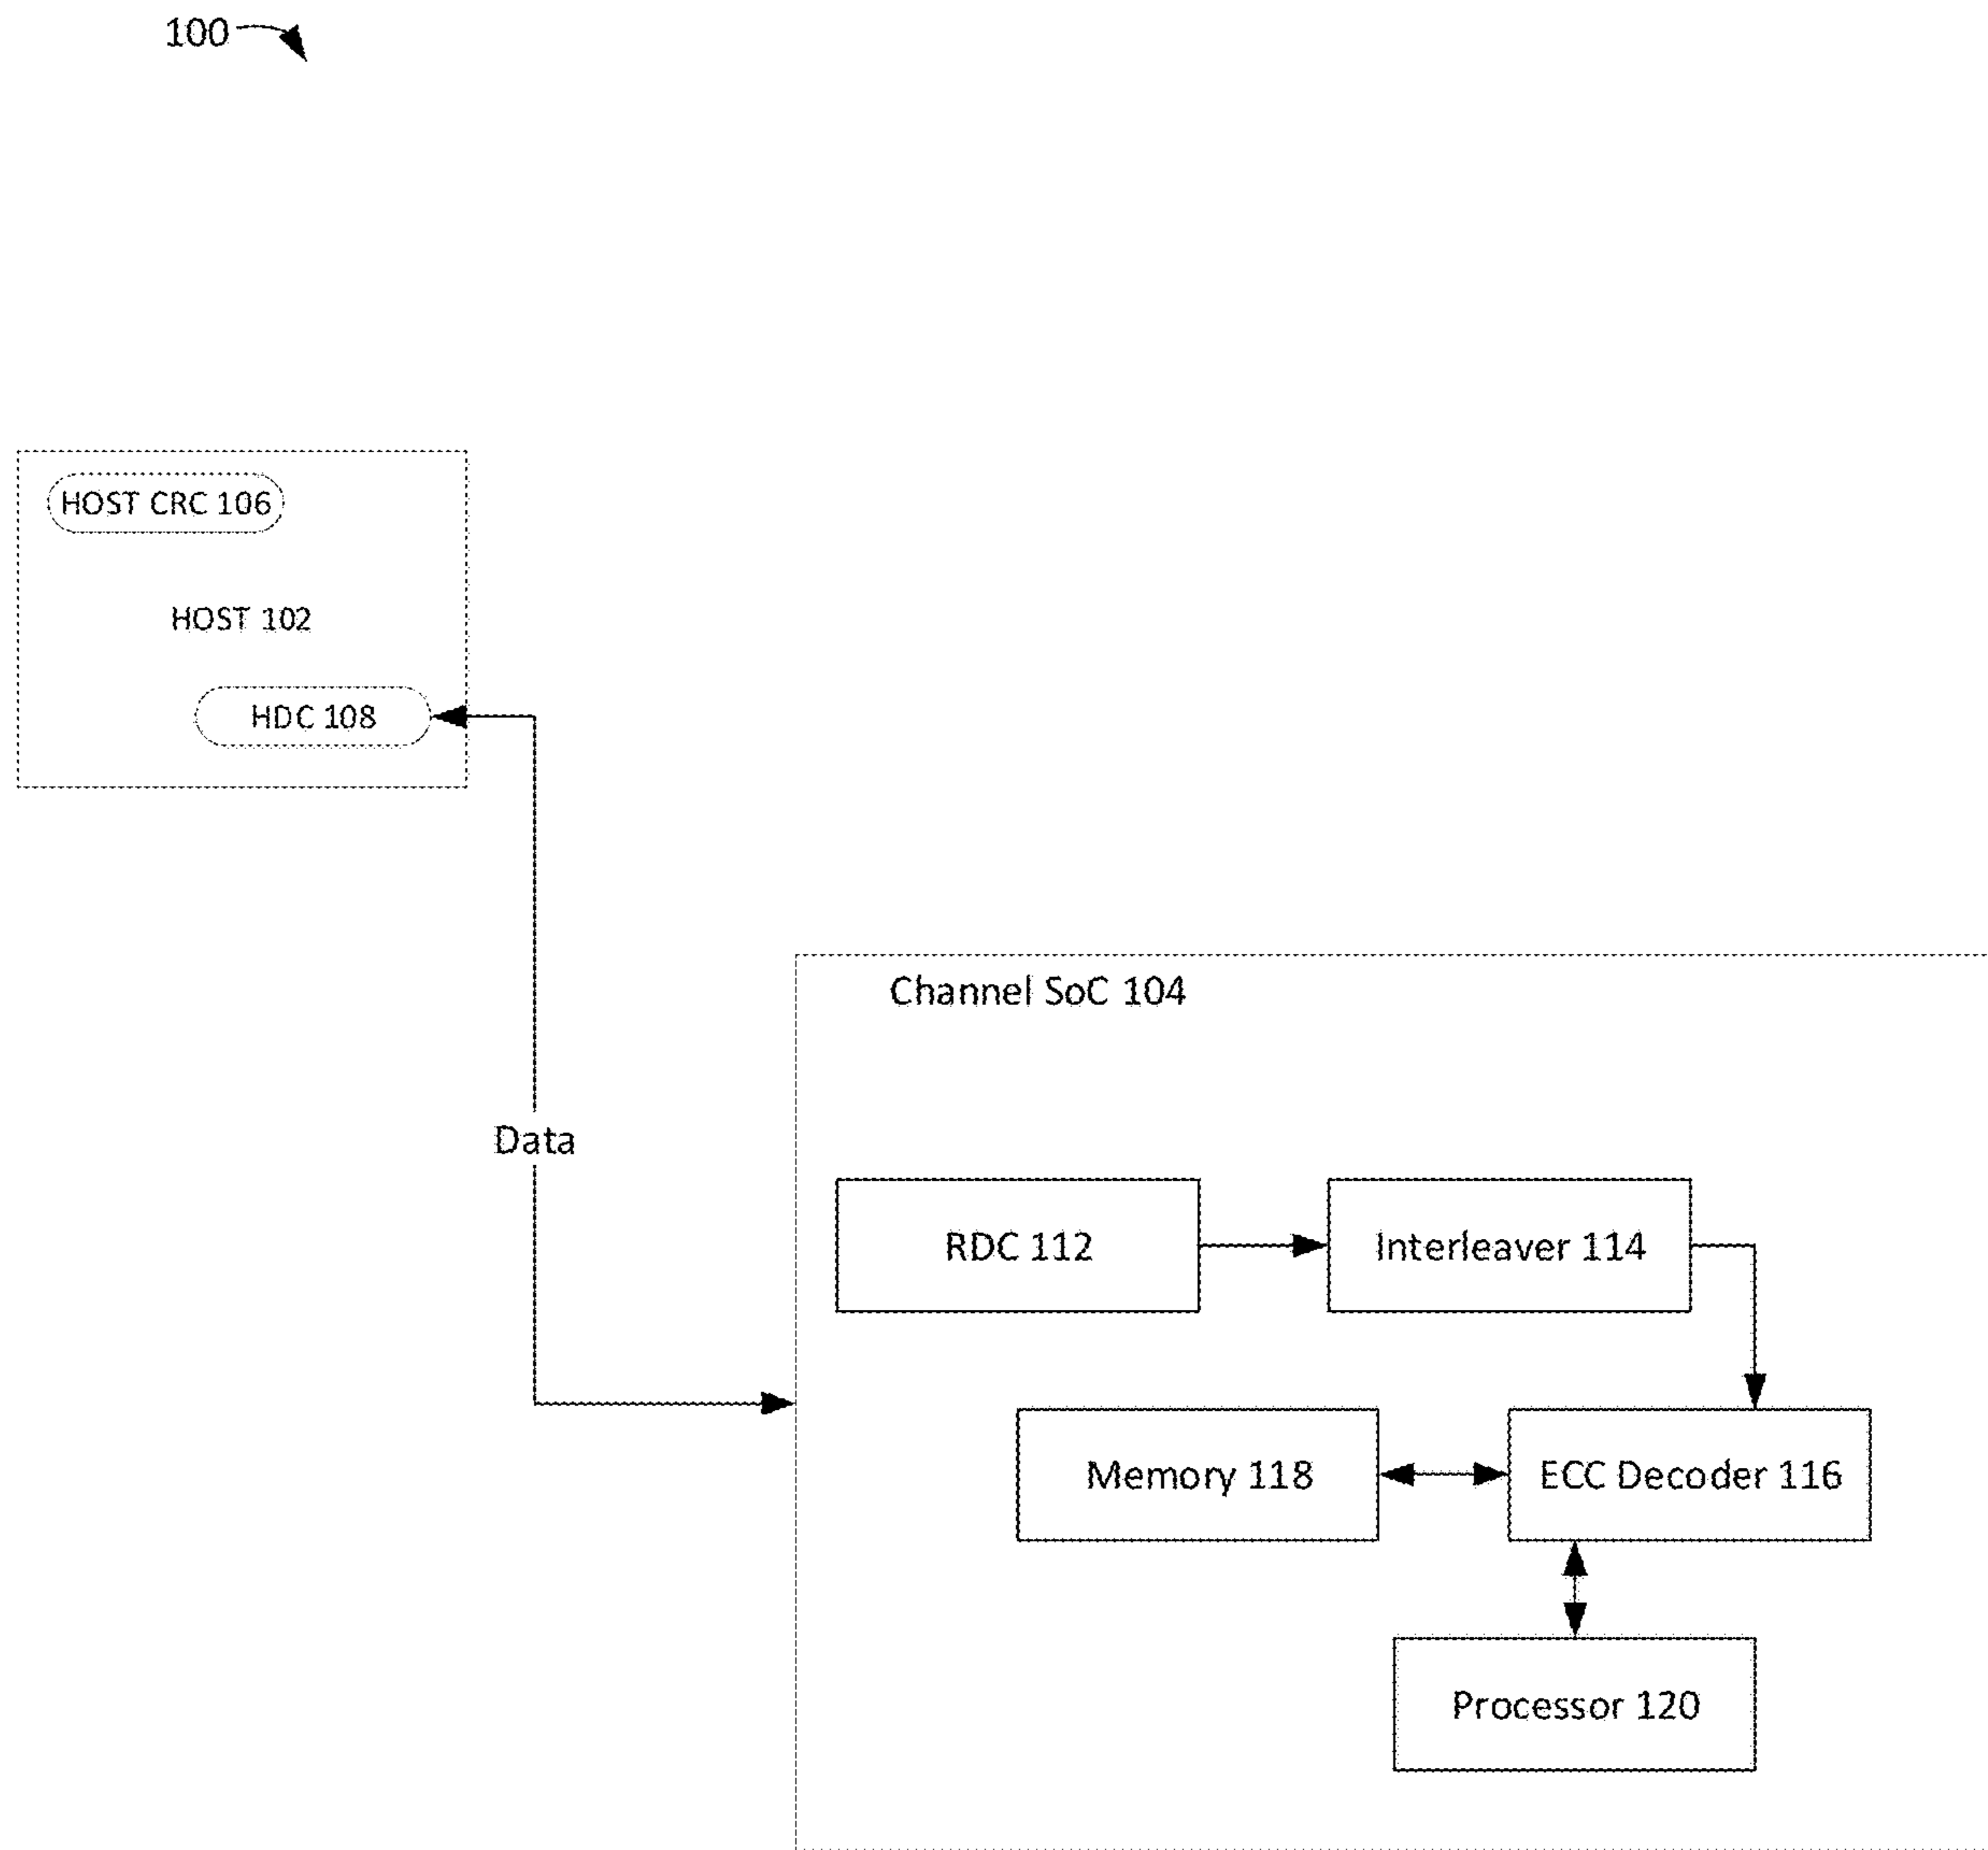 100
HOST CRC 106
HOST 102
HDC 108
Data
Channel SoC 104
RDC 112
Interleaver 114
Memory 118
ECC Decoder 116
Processor 120